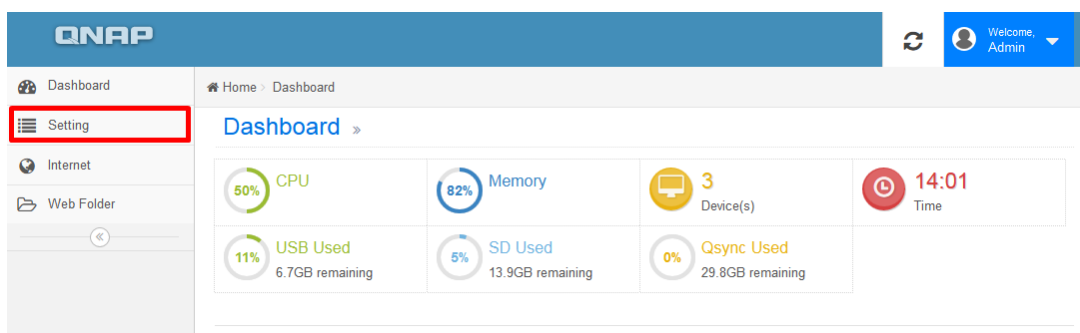 QNAP
Welcome,
Admin
Dashboard
Home > Dashboard
Setting
Dashboard »
Internet
Web Folder
50% CPU
82% Memory
3
Device(s)
14:01
Time
11% USB Used
6.7GB remaining
5% SD Used
13.9GB remaining
0% Qsync Used
29.8GB remaining